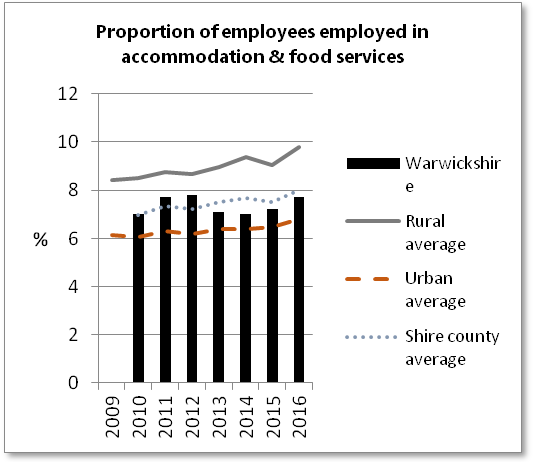 Proportion of employees employed in
accommodation & food services
12
10
8
6
4
2
0
%
2009
2010
2011
2012
2013
2014
2015
2016
Warwickshir
e
Rural
average
Urban
average
Shire county
average